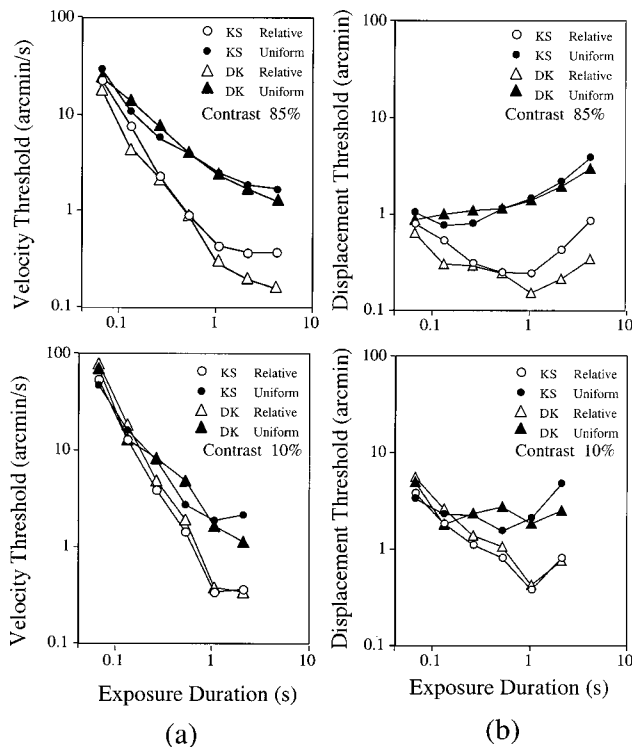 Velocity Threshold (arcmin/s)
100
10
1
0.1
0.1
1
10
KS Relative
KS Uniform
DK Relative
DK Uniform
Contrast 85%
Displacement Threshold (arcmin)
100
10
1
0.1
0.1
1
10
KS Relative
KS Uniform
DK Relative
DK Uniform
Contrast 85%
Velocity Threshold (arcmin/s)
100
10
1
0.1
0.1
1
10
KS Relative
KS Uniform
DK Relative
DK Uniform
Contrast 10%
Exposure Duration (s)
(a)
Displacement Threshold (arcmin)
100
10
1
0.1
0.1
1
10
KS Relative
KS Uniform
DK Relative
DK Uniform
Contrast 10%
Exposure Duration (s)
(b)